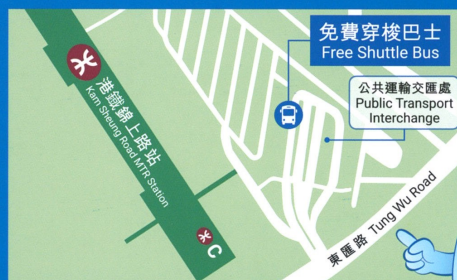 免費穿梭巴士
Free Shuttle Bus
公共運輸交匯處
Public Transport
Interchange
港鐵錦上路站
Kam Sheung Road MTR Station
C
東匯路 Tung Wu Road